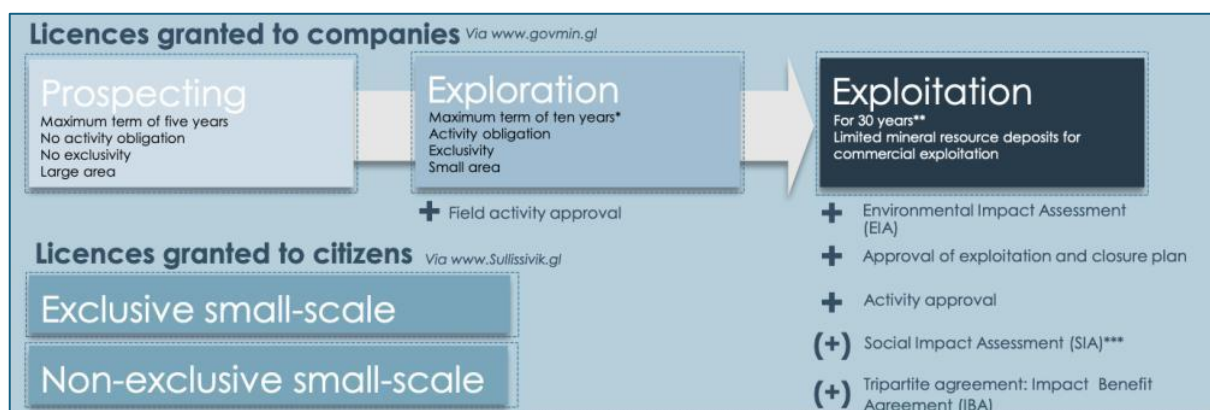 Licences granted to companies Via www.govmin.gl
Prospecting
Maximum term of five years
No activity obligation
No exclusivity
Large area
Exploration
Maximum term of ten years*
Activity obligation
Exclusivity
Small area
+ Field activity approval
Exploitation
For 30 years**
Limited mineral resource deposits for
commercial exploitation
+ Environmental Impact Assessment
(EIA)
+ Approval of exploitation and closure plan
+ Activity approval
(+) Social Impact Assessment (SIA)***
(+) Tripartite agreement: Impact Benefit
Agreement (IBA)
Licences granted to citizens Via www.Sullissivik.gl
Exclusive small-scale
Non-exclusive small-scale